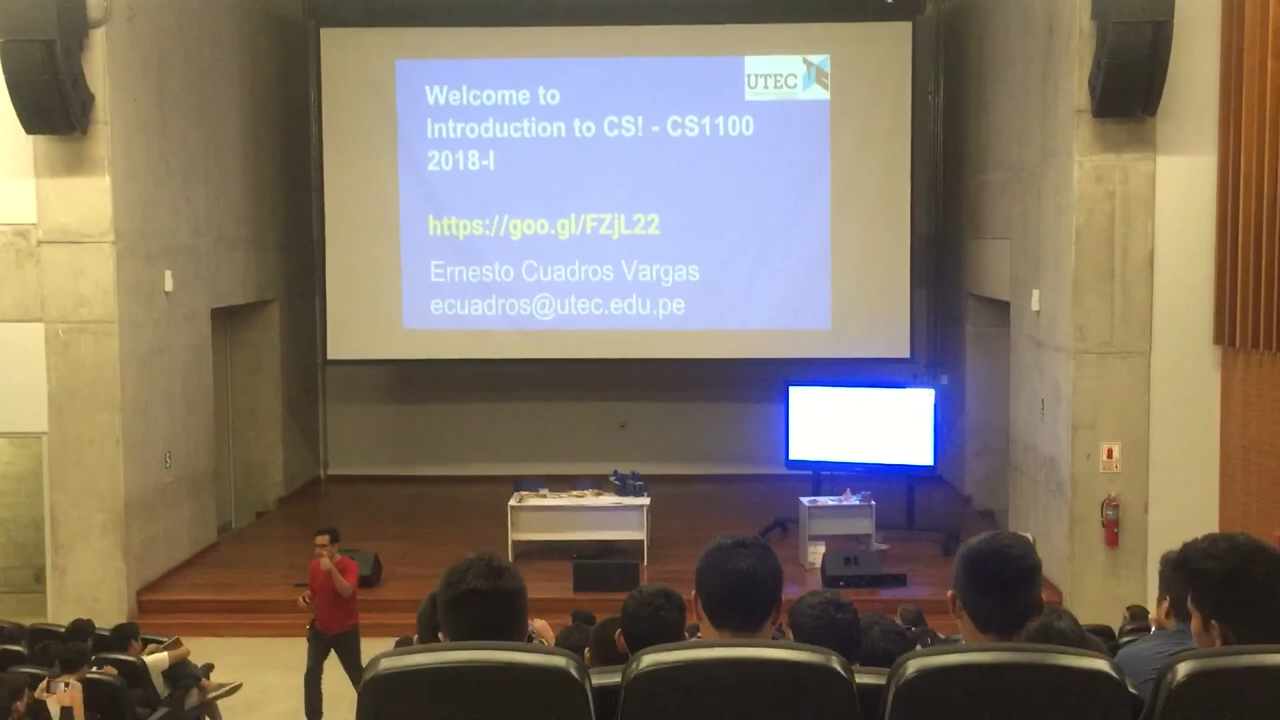 UTEC
Welcome to
Introduction to CS! - CS1100
2018-I
https://goo.gl/FZjL22
Ernesto Cuadros Vargas
ecuadros@utec.edu.pe
S
S